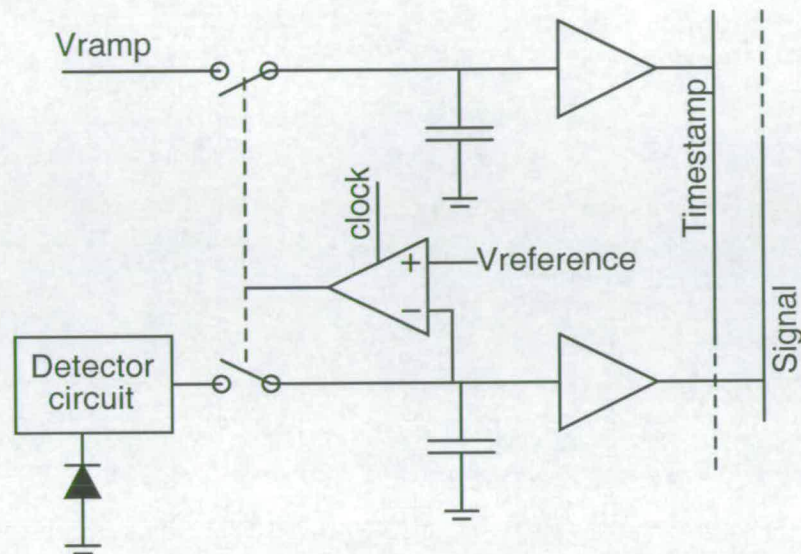 Vramp
Timestamp
clock
+
Vreference
−
Signal
Detector
circuit